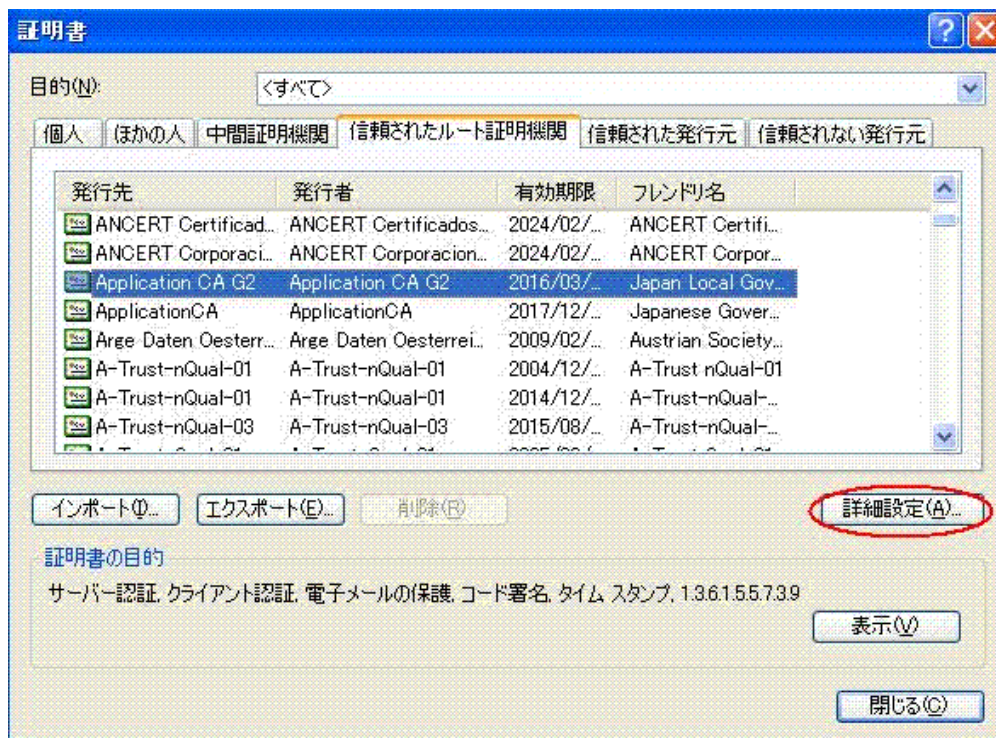 証明書
目的(N): <すべて>
個人 ほかの人 中間証明機関 信頼されたルート証明機関 信頼された発行元 信頼されない発行元
発行先 発行者 有効期限 フレンドリ名
ANCERT Certificad... ANCERT Certificados... 2024/02/... ANCERT Certifi...
ANCERT Corporaci... ANCERT Corporacion... 2024/02/... ANCERT Corpor...
Application CA G2 Application CA G2 2016/03/... Japan Local Gov...
ApplicationCA ApplicationCA 2017/12/... Japanese Gover...
Arge Daten Oesterr... Arge Daten Oesterrei... 2009/02/... Austrian Society...
A-Trust-nQual-01 A-Trust-nQual-01 2004/12/... A-Trust nQual-01
A-Trust-nQual-01 A-Trust-nQual-01 2014/12/... A-Trust-nQual-...
A-Trust-nQual-03 A-Trust-nQual-03 2015/08/... A-Trust-nQual-...
インポート(I)... エクスポート(E)... 削除(R) 詳細設定(A)...
証明書の目的
サーバー認証, クライアント認証, 電子メールの保護, コード署名, タイム スタンプ, 1.3.6.1.5.5.7.3.9
表示(V)
閉じる(C)